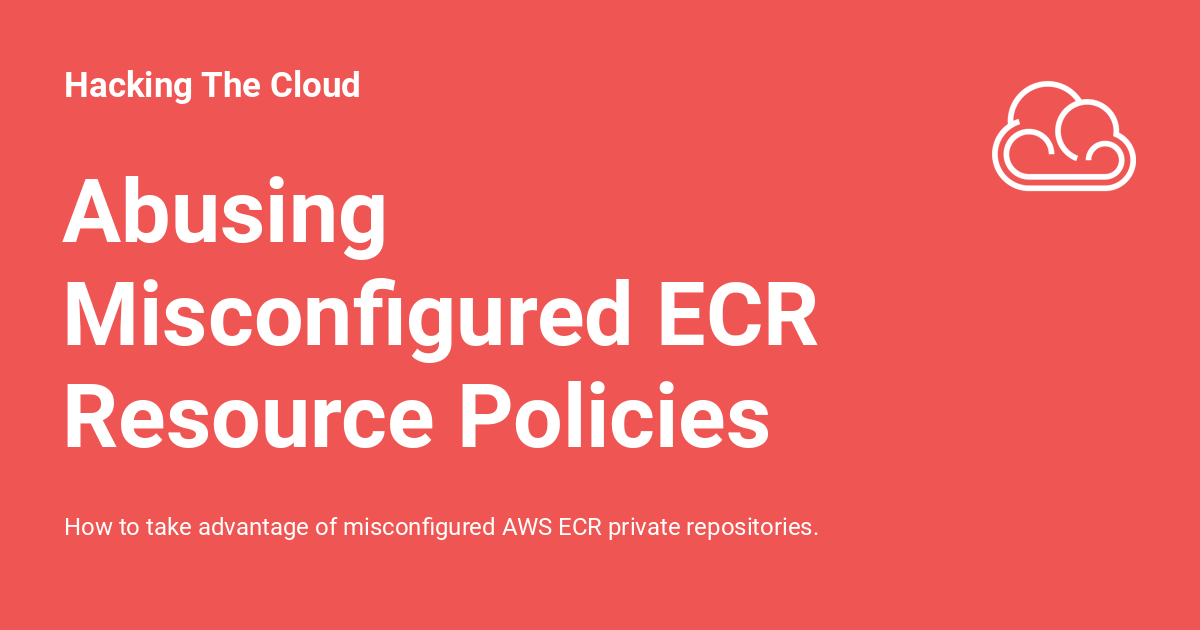 Hacking The Cloud
Abusing
Misconfigured ECR
Resource Policies
How to take advantage of misconfigured AWS ECR private repositories.